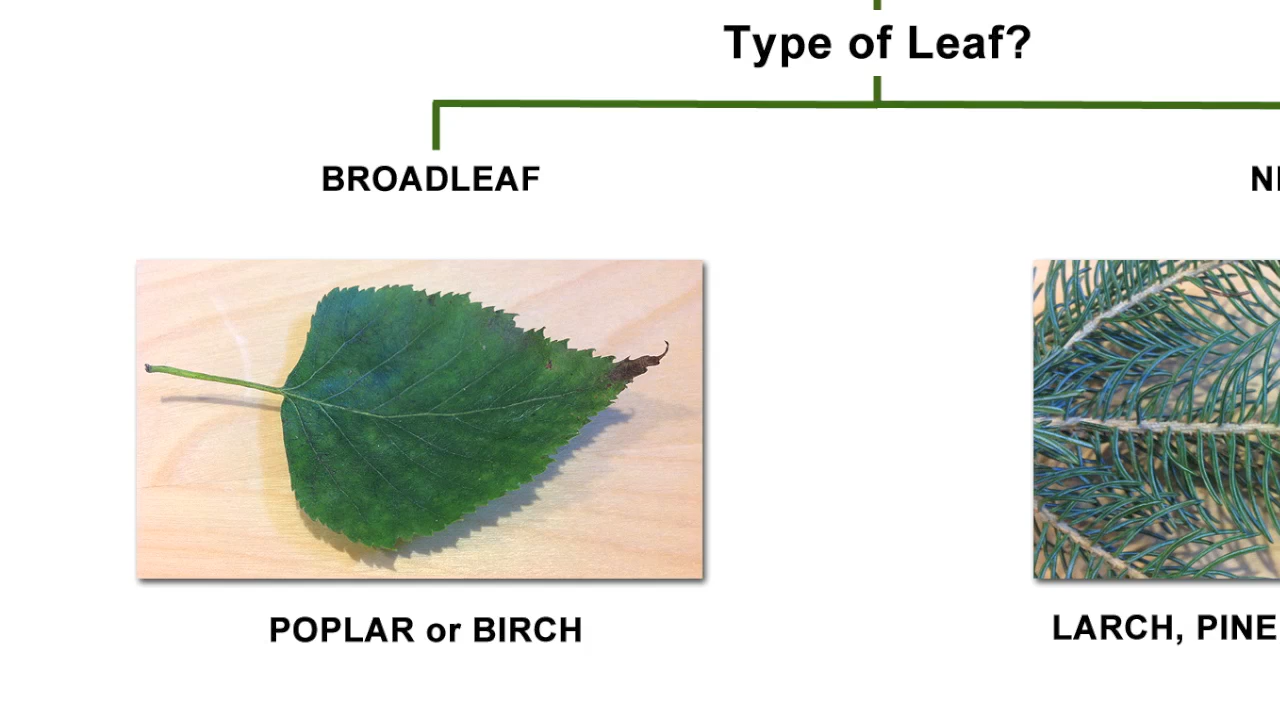 Type of Leaf?
BROADLEAF
POPLAR or BIRCH
LARCH, PINE